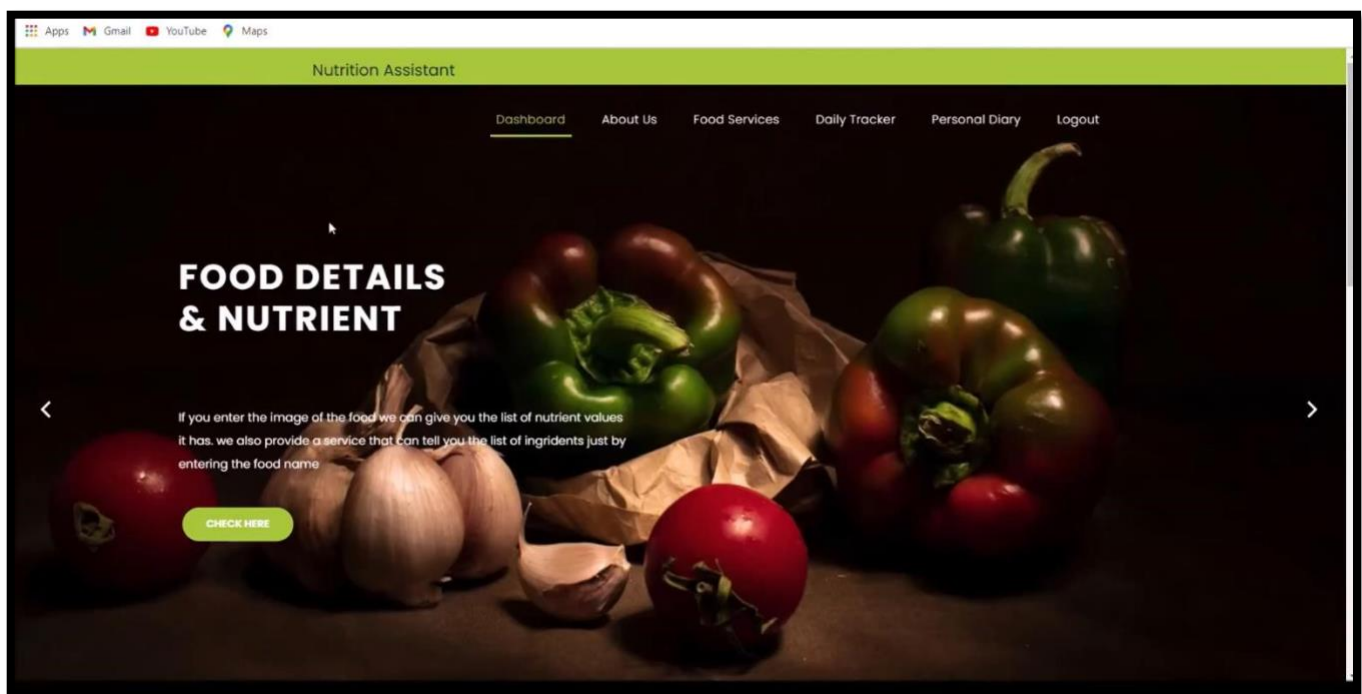 Apps Gmail YouTube Maps
Nutrition Assistant
Dashboard About Us Food Services Daily Tracker Personal Diary Logout
FOOD DETAILS
& NUTRIENT
If you enter the image of the food we can give you the list of nutrient values
it has. we also provide a service that can tell you the list of ingridents just by
entering the food name
CHECK HERE